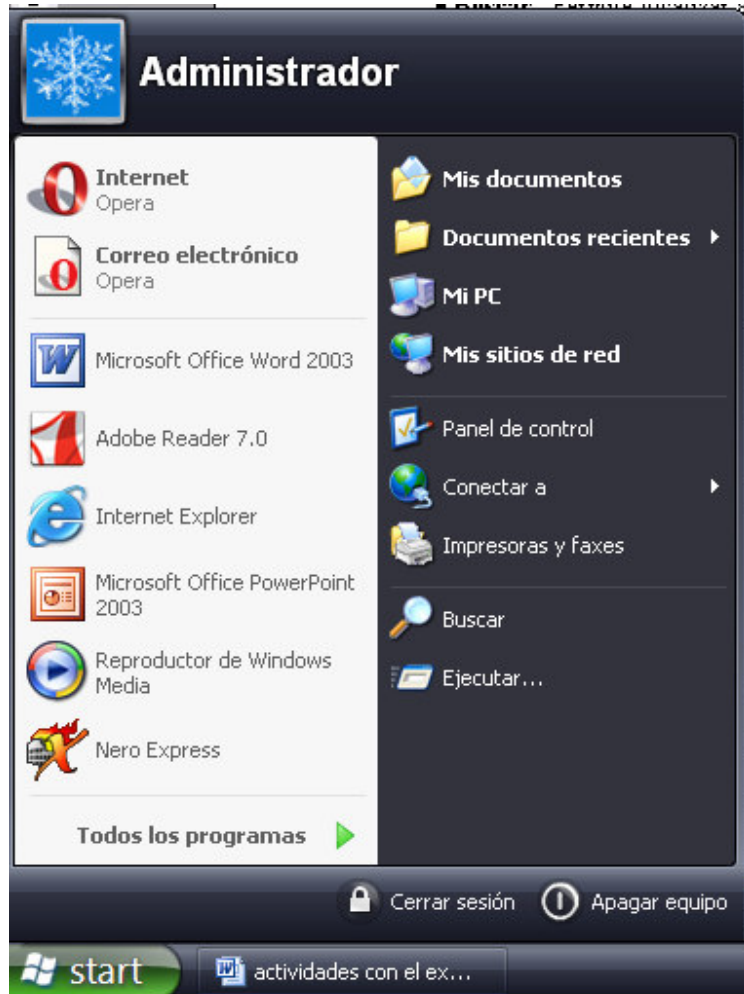 Administrador
Internet
Opera
Correo electrónico
Opera
Microsoft Office Word 2003
Adobe Reader 7.0
Internet Explorer
Microsoft Office PowerPoint
2003
Reproductor de Windows
Media
Nero Express
Todos los programas
Mis documentos
Documentos recientes
Mi PC
Mis sitios de red
Panel de control
Conectar a
Impresoras y faxes
Buscar
Ejecutar...
Cerrar sesión
Apagar equipo
start
actividades con el ex...